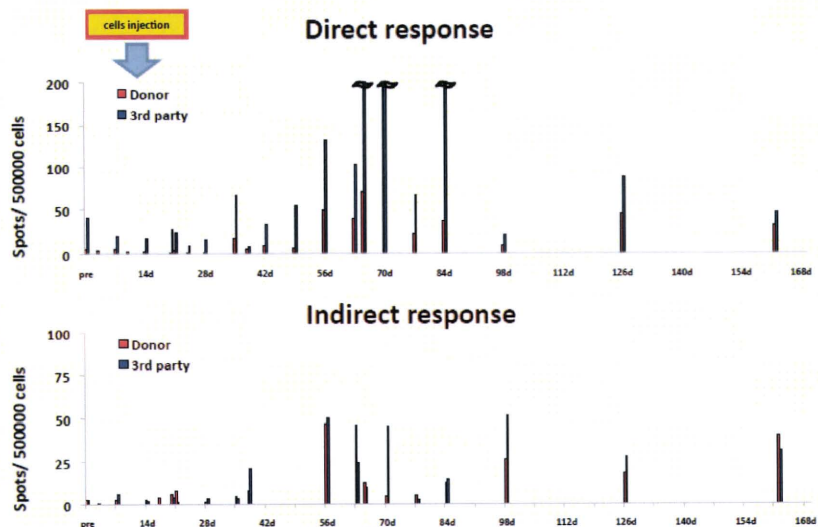 cells injection
Direct response
200
150
100
50
0
Spots/ 500000 cells
Donor
3rd party
pre 14d 28d 42d 56d 70d 84d 98d 112d 126d 140d 154d 168d
Indirect response
100
75
50
25
0
Spots/ 500000 cells
Donor
3rd party
pre 14d 28d 42d 56d 70d 84d 98d 112d 126d 140d 154d 168d